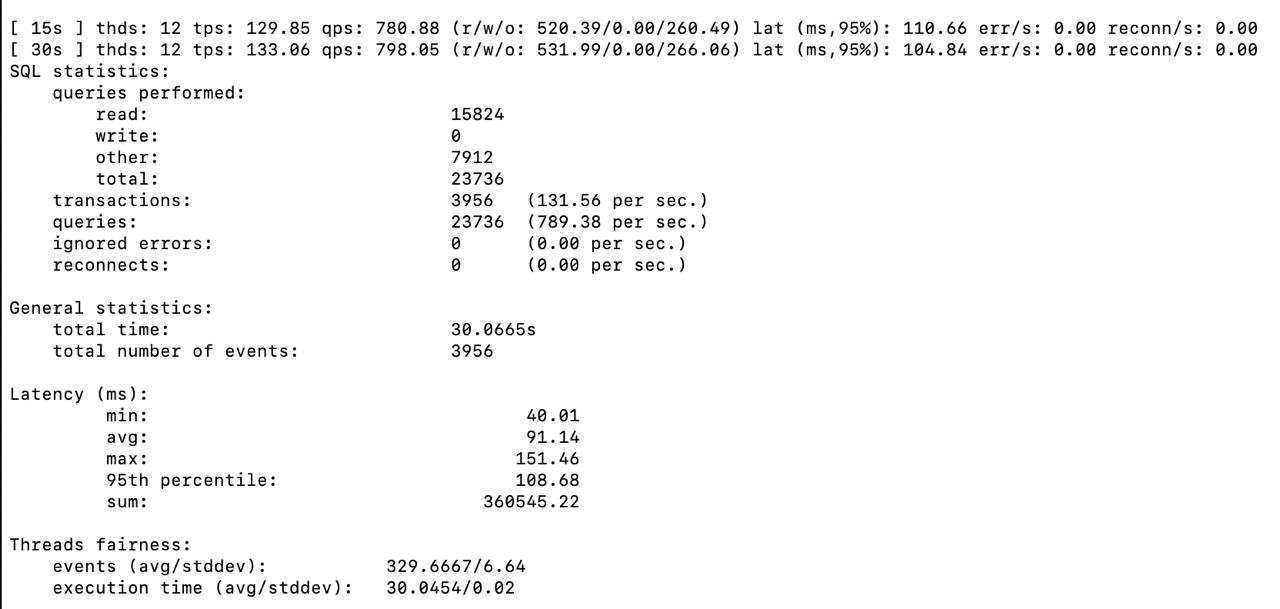 [ 15s ] thds: 12 tps: 129.85 qps: 780.88 (r/w/o: 520.39/0.00/260.49) lat (ms,95%): 110.66 err/s: 0.00 reconn/s: 0.00
[ 30s ] thds: 12 tps: 133.06 qps: 798.05 (r/w/o: 531.99/0.00/266.06) lat (ms,95%): 104.84 err/s: 0.00 reconn/s: 0.00
SQL statistics:
    queries performed:
        read:                            15824
        write:                           0
        other:                           7912
        total:                           23736
    transactions:                        3956   (131.56 per sec.)
    queries:                             23736  (789.38 per sec.)
    ignored errors:                      0      (0.00 per sec.)
    reconnects:                          0      (0.00 per sec.)

General statistics:
    total time:                          30.0665s
    total number of events:              3956

Latency (ms):
         min:                                   40.01
         avg:                                   91.14
         max:                                  151.46
         95th percentile:                      108.68
         sum:                               360545.22

Threads fairness:
    events (avg/stddev):           329.6667/6.64
    execution time (avg/stddev):   30.0454/0.02